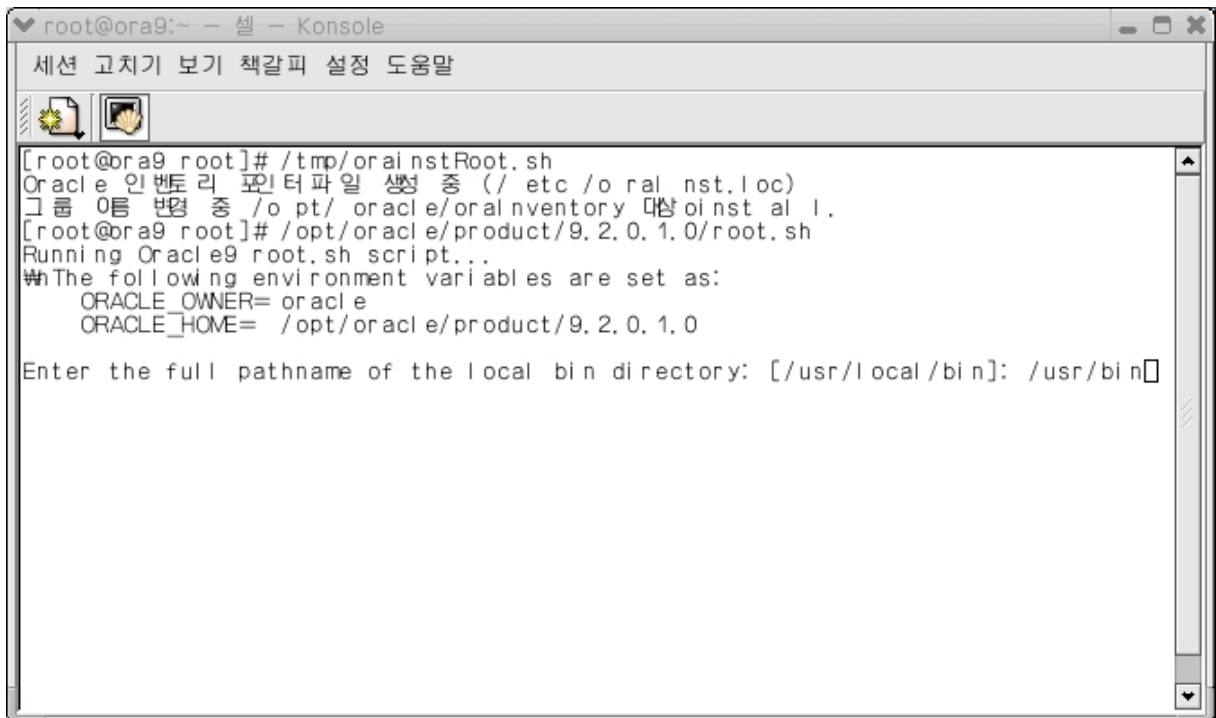 root@ora9:~ — 셸 — Konsole
세션 고치기 보기 책갈피 설정 도움말
[root@ora9 root]# /tmp/orainstRoot.sh
Oracle 인벤토리 포인터 파일 생성 중 (/etc/oraInst.loc)
그룹 이름 변경 중 /opt/oracle/oraInventory 대상 oinstall.
[root@ora9 root]# /opt/oracle/product/9.2.0.1.0/root.sh
Running Oracle9 root.sh script...
₩nThe following environment variables are set as:
ORACLE_OWNER= oracle
ORACLE_HOME= /opt/oracle/product/9.2.0.1.0
Enter the full pathname of the local bin directory: [/usr/local/bin]: /usr/bin